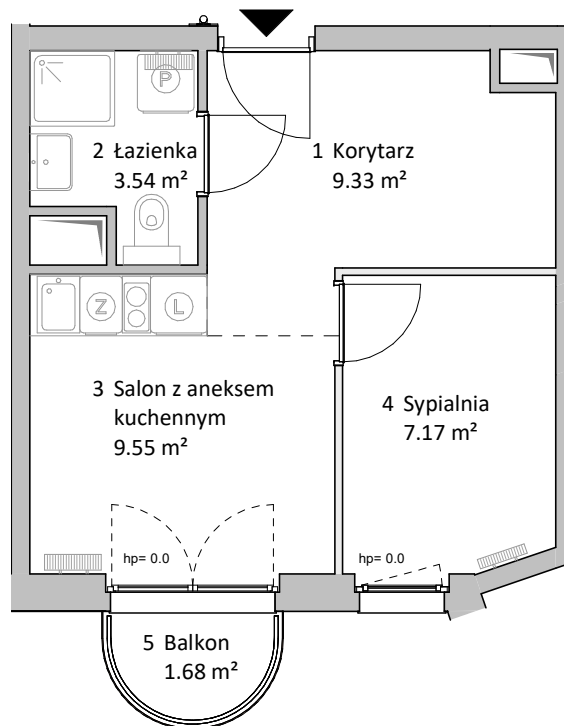 P
2 Łazienka
3.54 m²
1 Korytarz
9.33 m²
Z
L
3 Salon z aneksem
kuchennym
9.55 m²
4 Sypialnia
7.17 m²
hp= 0.0
hp= 0.0
5 Balkon
1.68 m²